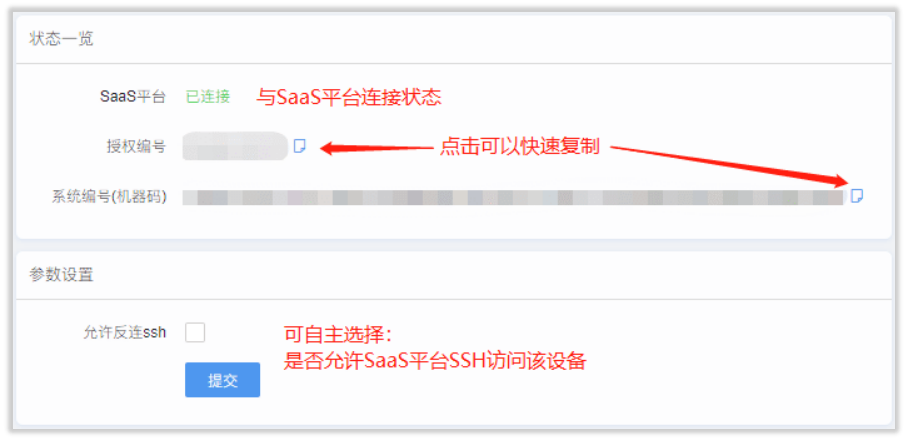 状态一览
SaaS平台 已连接 与SaaS平台连接状态
授权编号 点击可以快速复制
系统编号(机器码)
参数设置
允许反连ssh 可自主选择：
是否允许SaaS平台SSH访问该设备
提交